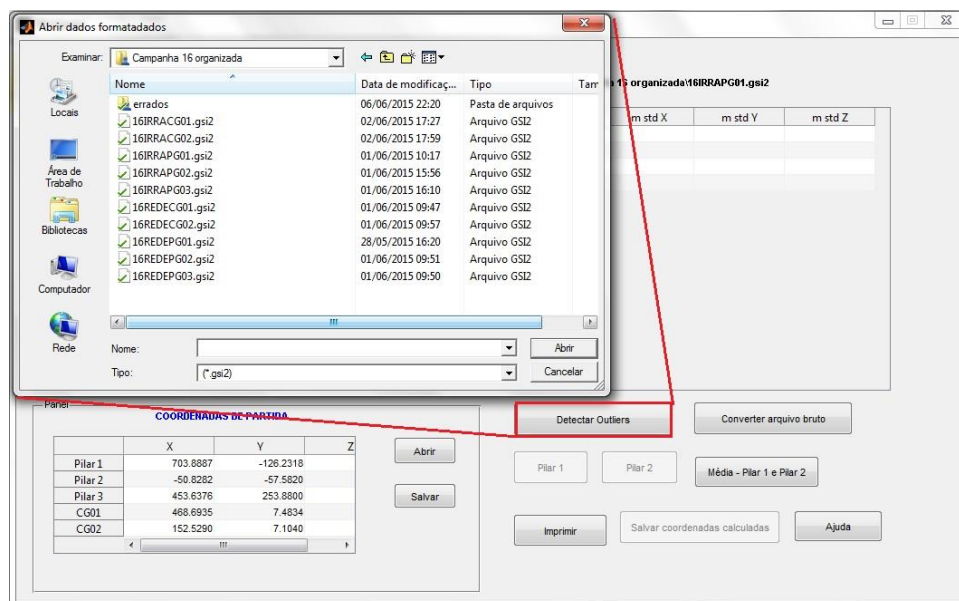 Abrir dados formatadados
Examinar: Campanha 16 organizada
Nome Data de modificaç... Tipo Tam
errados 06/06/2015 22:20 Pasta de arquivos
16IRRACG01.gsi2 02/06/2015 17:27 Arquivo GSI2
16IRRACG02.gsi2 02/06/2015 17:59 Arquivo GSI2
16IRRAPG01.gsi2 01/06/2015 10:17 Arquivo GSI2
16IRRAPG02.gsi2 01/06/2015 15:56 Arquivo GSI2
16IRRAPG03.gsi2 01/06/2015 16:10 Arquivo GSI2
16REDECG01.gsi2 01/06/2015 09:47 Arquivo GSI2
16REDECG02.gsi2 01/06/2015 09:57 Arquivo GSI2
16REDEPG01.gsi2 28/05/2015 16:20 Arquivo GSI2
16REDEPG02.gsi2 01/06/2015 09:51 Arquivo GSI2
16REDEPG03.gsi2 01/06/2015 09:50 Arquivo GSI2
Locais
Área de
Trabalho
Bibliotecas
Computador
Rede
Nome: Abrir
Tipo: (*.gsi2) Cancelar
16 organizada\16IRRAPG01.gsi2
m std X m std Y m std Z
Panel
COORDENADAS DE PARTIDA
X Y Z
Pilar 1 703.8887 -126.2318
Pilar 2 -50.8282 -57.5820
Pilar 3 453.6376 253.8800
CG01 468.6935 7.4834
CG02 152.5290 7.1040
Abrir
Salvar
Detectar Outliers
Converter arquivo bruto
Pilar 1
Pilar 2
Média - Pilar 1 e Pilar 2
Imprimir
Salvar coordenadas calculadas
Ajuda